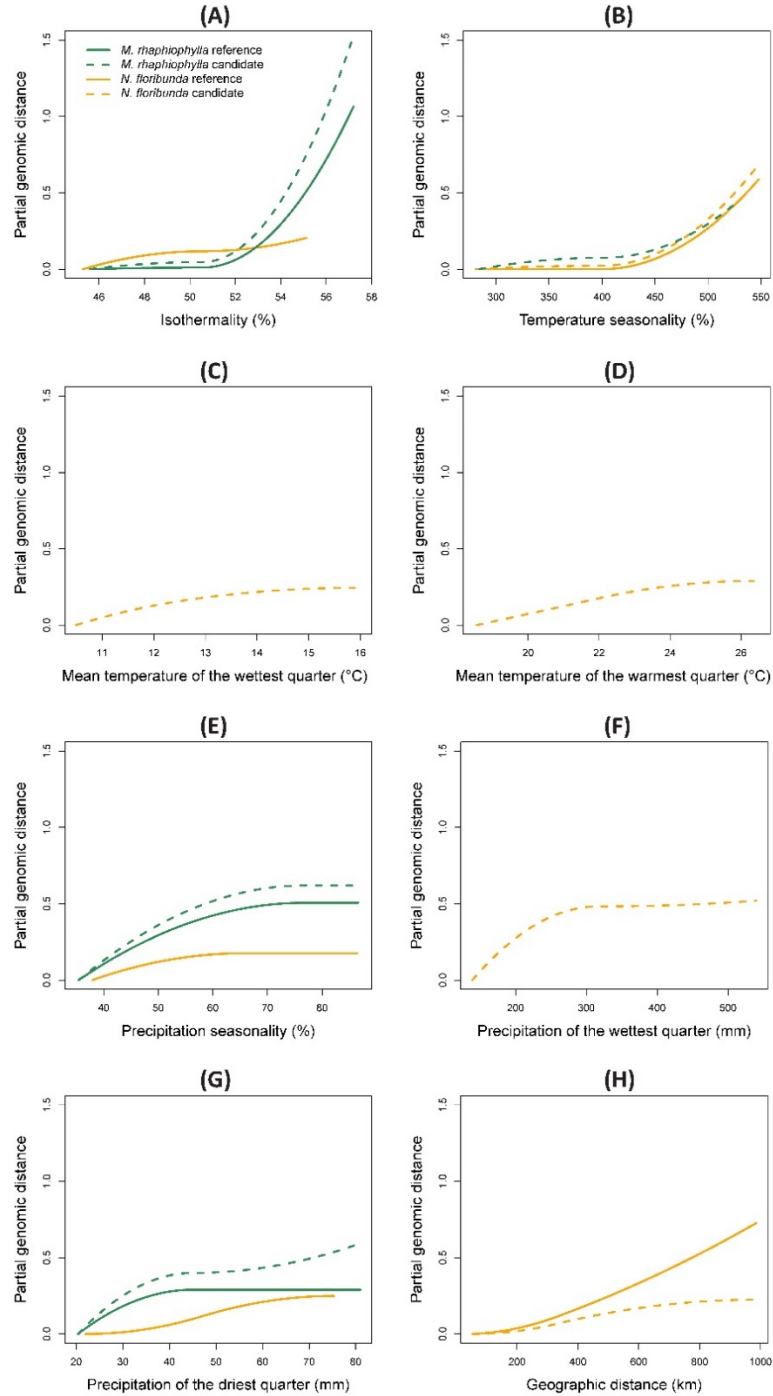 (A)
Partial genomic distance
1.5
1.0
0.5
0.0
M. rhaphiophylla reference
M. rhaphiophylla candidate
N. floribunda reference
N. floribunda candidate
46 48 50 52 54 56 58
Isothermality (%)
(B)
Partial genomic distance
1.5
1.0
0.5
0.0
300 350 400 450 500 550
Temperature seasonality (%)
(C)
Partial genomic distance
1.5
1.0
0.5
0.0
11 12 13 14 15 16
Mean temperature of the wettest quarter (°C)
(D)
Partial genomic distance
1.5
1.0
0.5
0.0
20 22 24 26
Mean temperature of the warmest quarter (°C)
(E)
Partial genomic distance
1.5
1.0
0.5
0.0
40 50 60 70 80
Precipitation seasonality (%)
(F)
Partial genomic distance
1.5
1.0
0.5
0.0
200 300 400 500
Precipitation of the wettest quarter (mm)
(G)
Partial genomic distance
1.5
1.0
0.5
0.0
20 30 40 50 60 70 80
Precipitation of the driest quarter (mm)
(H)
Partial genomic distance
1.5
1.0
0.5
0.0
200 400 600 800 1000
Geographic distance (km)